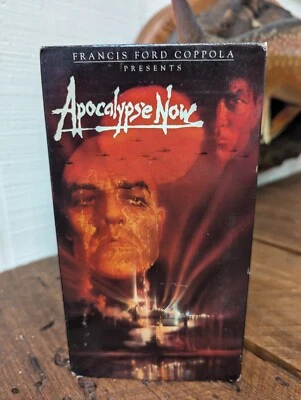 FRANCIS FORD COPPOLA
PRESENTS
Apocalypse Now